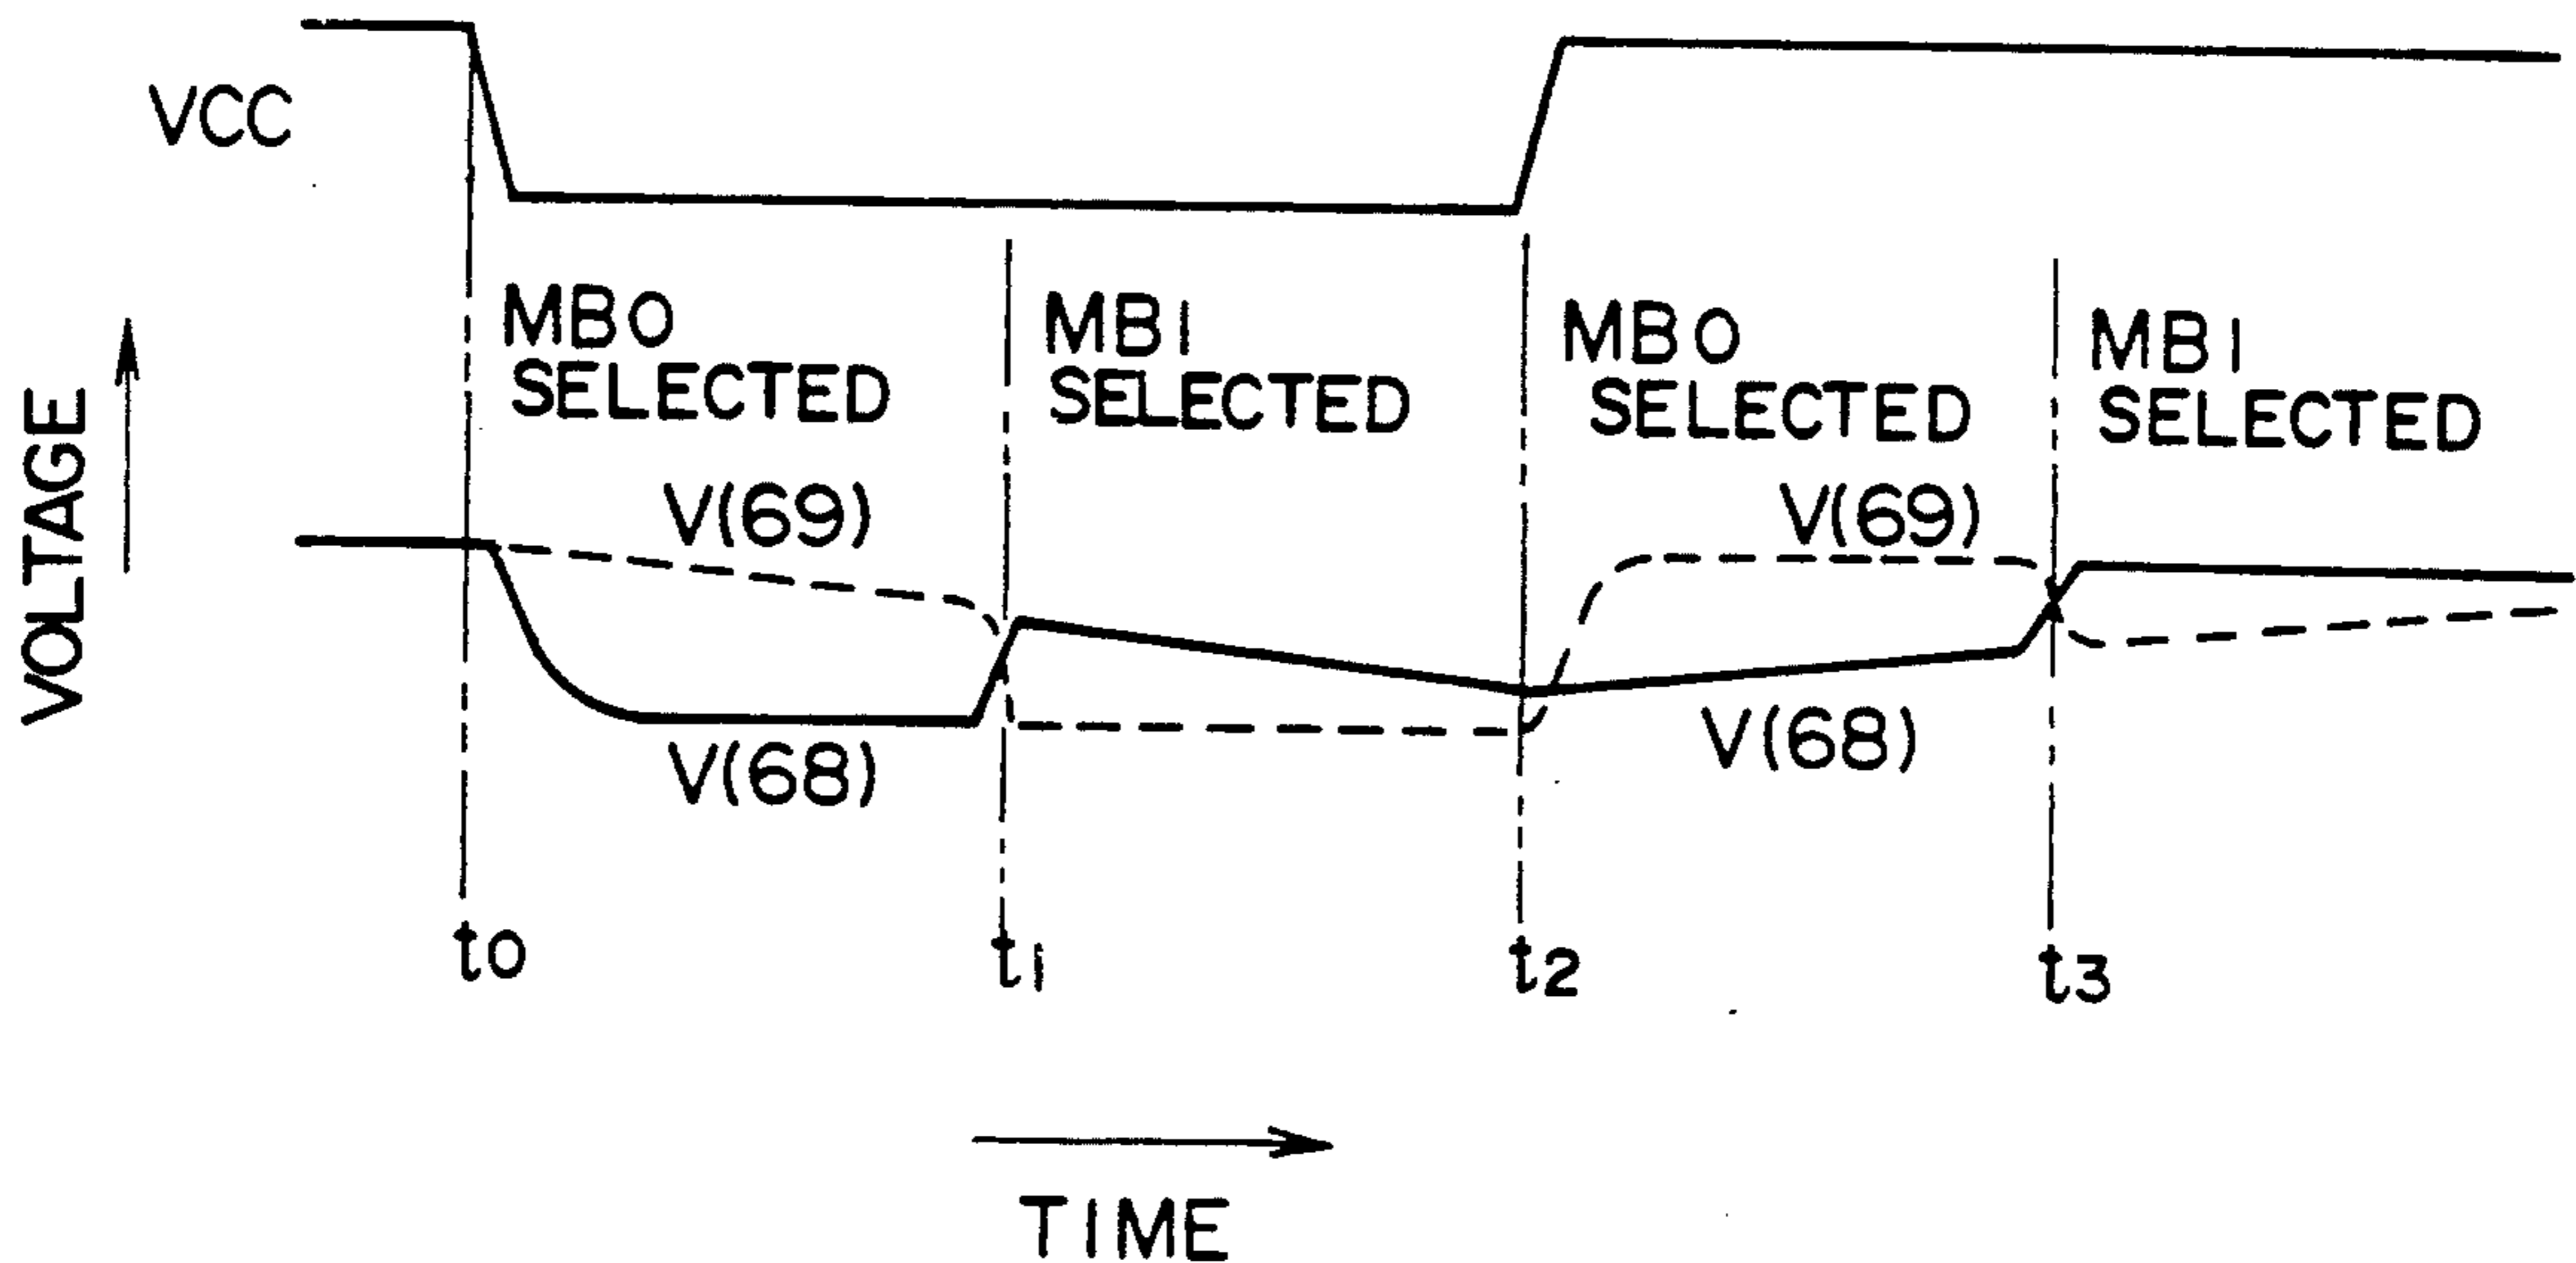 VCC
MB0
SELECTED
MB1
SELECTED
MB0
SELECTED
MB1
SELECTED
VOLTAGE
V(69)
V(69)
V(68)
V(68)
t0
t1
t2
t3
TIME